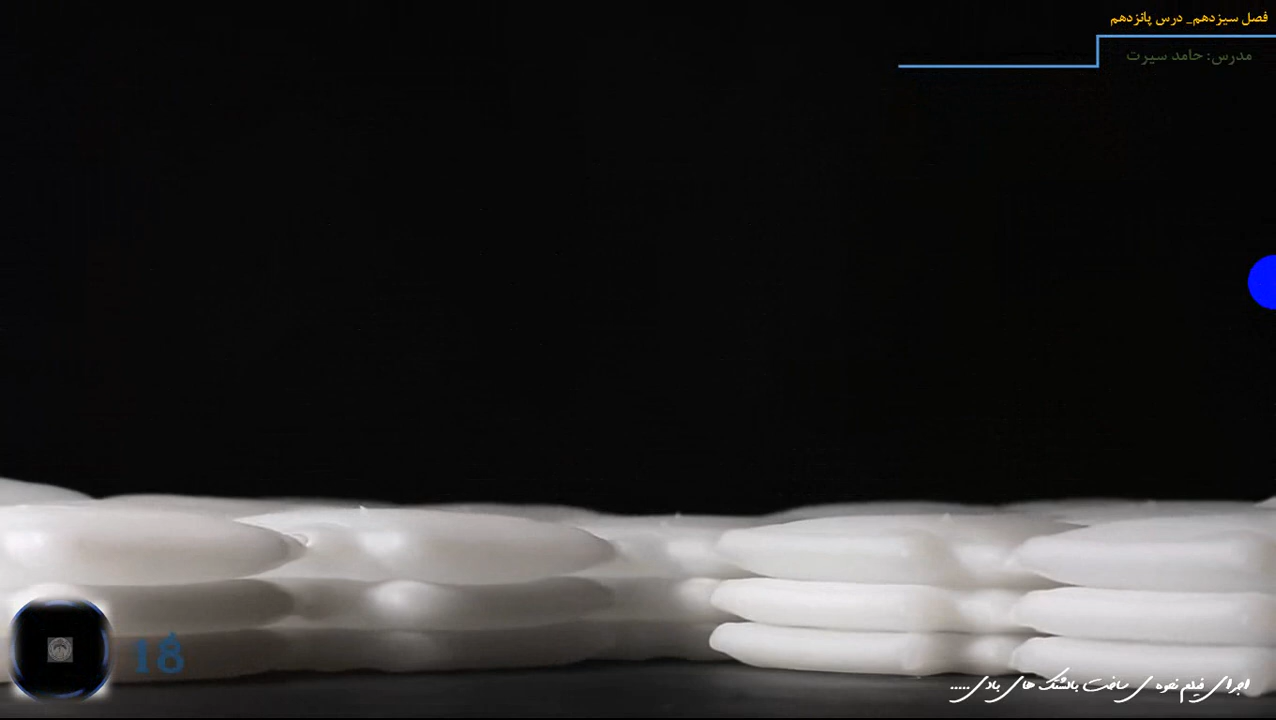 فصل سیزدهم_ درس پانزدهم
مدرس: حامد سیرت
اجرای فیلم نحوه ی ساخت بالشتک های بادی.....
18